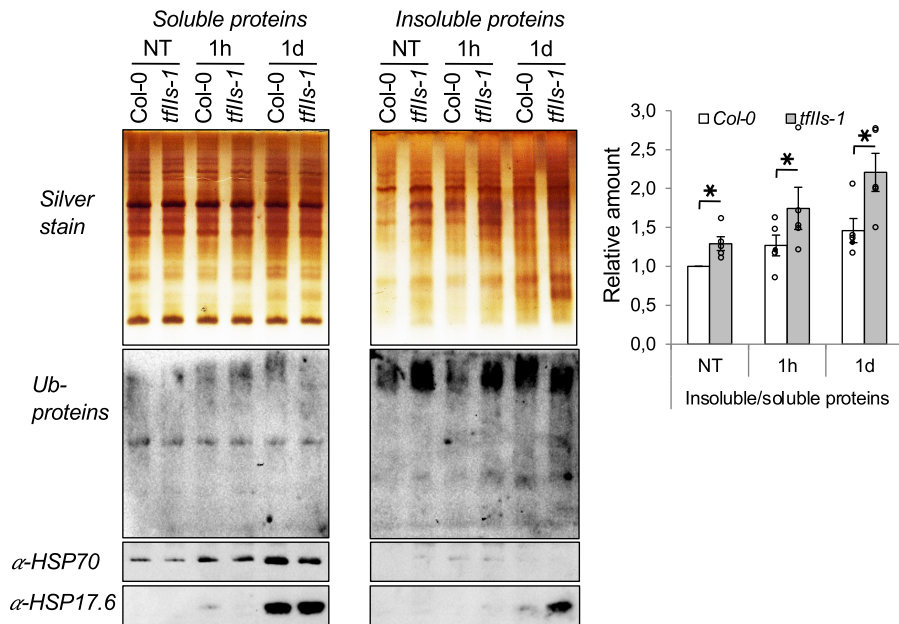 Soluble proteins
Insoluble proteins
NT 1h 1d
NT 1h 1d
Col-0 tfIIs-1 Col-0 tfIIs-1 Col-0 tfIIs-1
Col-0 tfIIs-1 Col-0 tfIIs-1 Col-0 tfIIs-1
Silver
stain
Ub-
proteins
α-HSP70
α-HSP17.6
Relative amount
3,0
2,5
2,0
1,5
1,0
0,5
0,0
Col-0 tfIIs-1
* * *
NT 1h 1d
Insoluble/soluble proteins